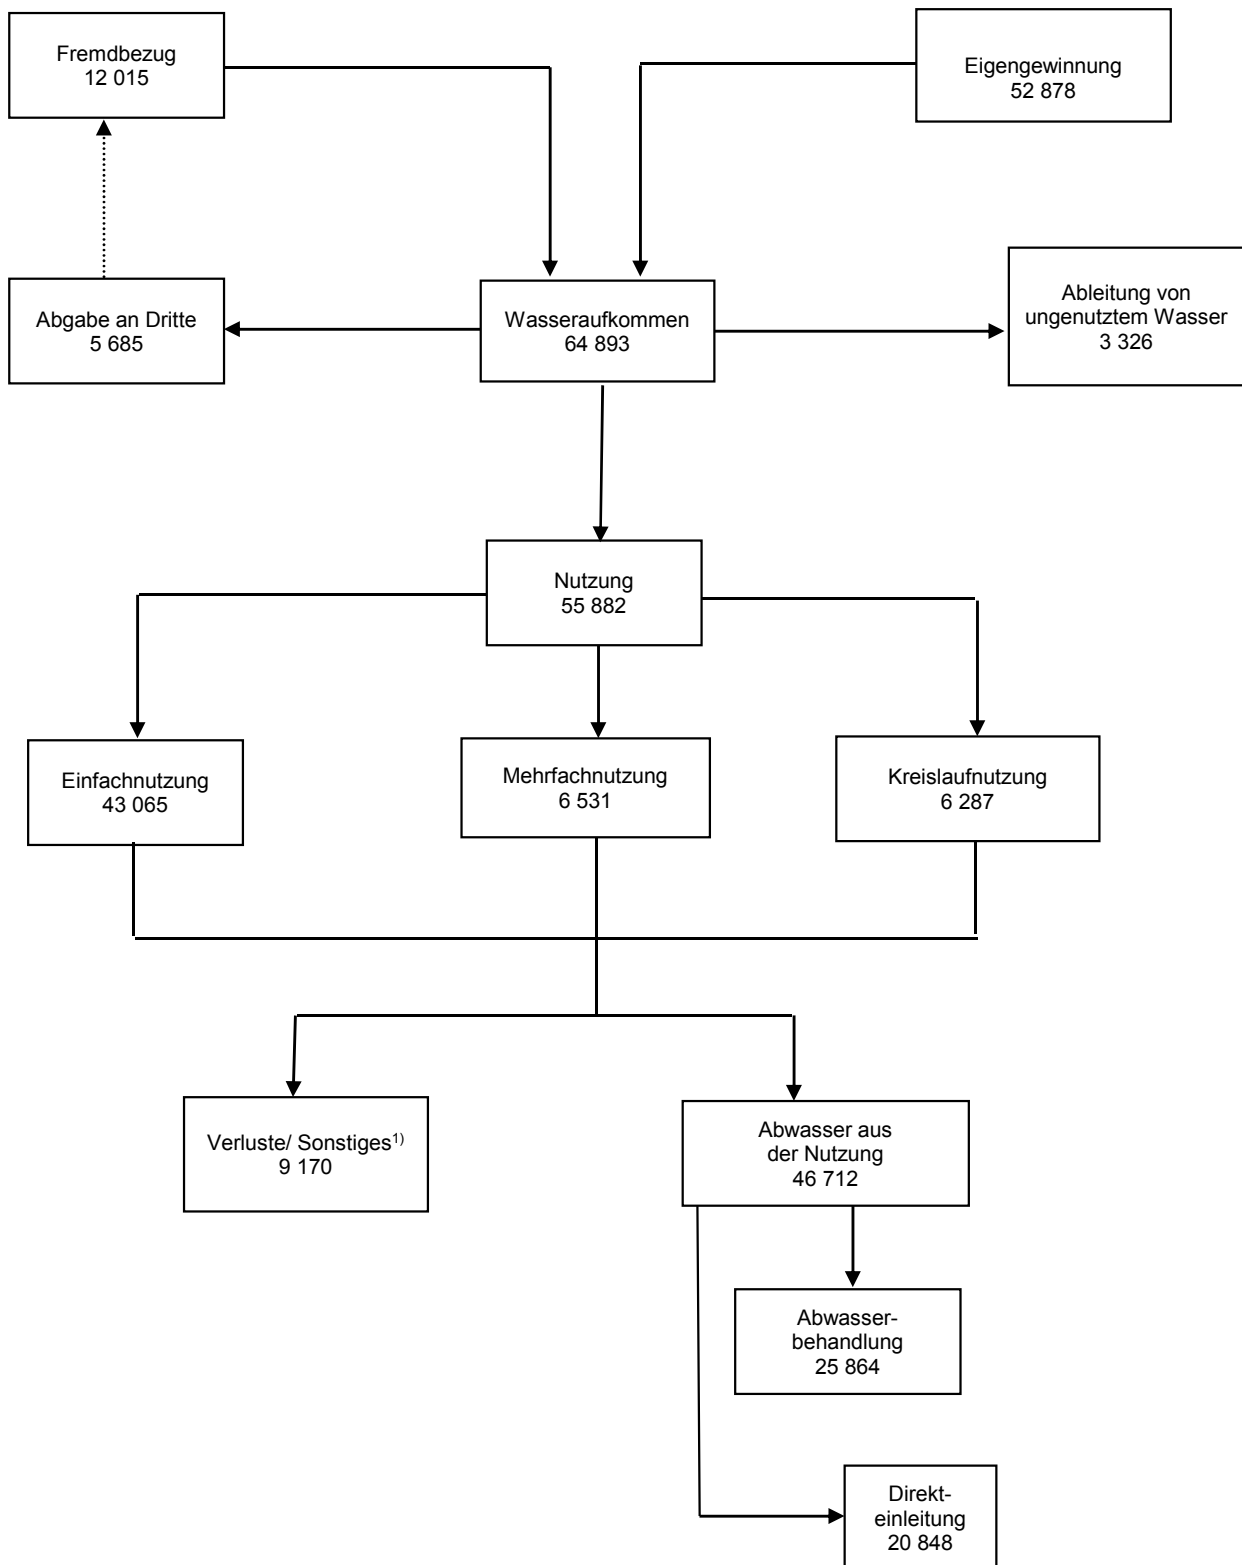 Fremdbezug
12 015
Eigengewinnung
52 878
Abgabe an Dritte
5 685
Wasseraufkommen
64 893
Ableitung von
ungenutztem Wasser
3 326
Nutzung
55 882
Einfachnutzung
43 065
Mehrfachnutzung
6 531
Kreislaufnutzung
6 287
Verluste/ Sonstiges1)
9 170
Abwasser aus
der Nutzung
46 712
Abwasser-
behandlung
25 864
Direkt-
einleitung
20 848